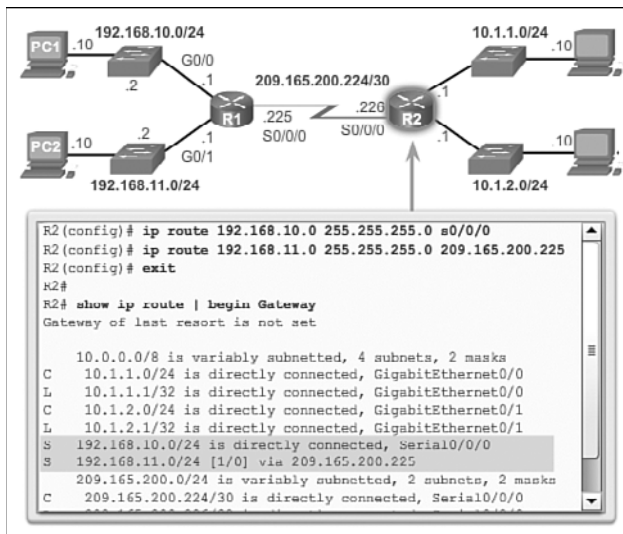 192.168.10.0/24
10.1.1.0/24
PC1
.10
G0/0
.10
.2
.1
209.165.200.224/30
.1
.225
.226
R1
R2
S0/0/0
S0/0/0
PC2
.10
.2
.1
G0/1
.1
.10
192.168.11.0/24
10.1.2.0/24
R2(config)# ip route 192.168.10.0 255.255.255.0 s0/0/0
R2(config)# ip route 192.168.11.0 255.255.255.0 209.165.200.225
R2(config)# exit
R2#
R2# show ip route | begin Gateway
Gateway of last resort is not set
10.0.0.0/8 is variably subnetted, 4 subnets, 2 masks
C 10.1.1.0/24 is directly connected, GigabitEthernet0/0
L 10.1.1.1/32 is directly connected, GigabitEthernet0/0
C 10.1.2.0/24 is directly connected, GigabitEthernet0/1
L 10.1.2.1/32 is directly connected, GigabitEthernet0/1
S 192.168.10.0/24 is directly connected, Serial0/0/0
S 192.168.11.0/24 [1/0] via 209.165.200.225
209.165.200.0/24 is variably subnetted, 2 subnets, 2 masks
C 209.165.200.224/30 is directly connected, Serial0/0/0